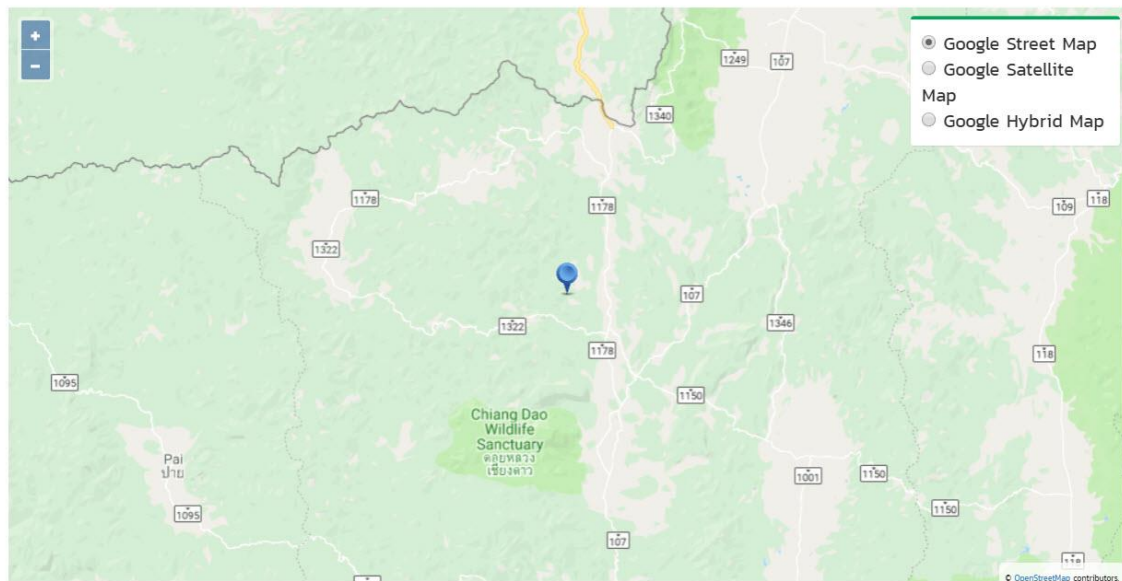 +
−
Google Street Map
Google Satellite
Map
Google Hybrid Map
1249
107
1340
1178
1178
118
109
1322
107
1322
1346
1178
118
1095
1150
Chiang Dao
Wildlife
Sanctuary
ดอยหลวง
เชียงดาว
Pai
ปาย
1001
1150
1095
1150
107
118
1095
© OpenStreetMap contributors.